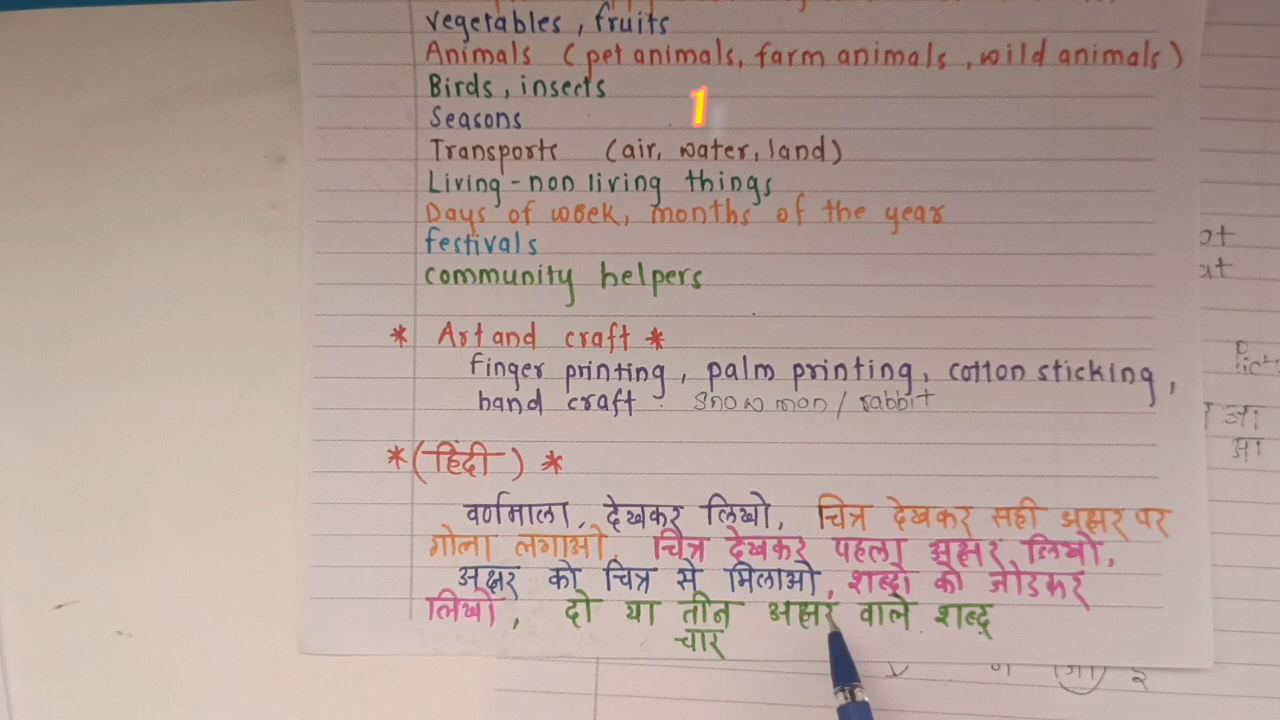 vegetables, fruits
Animals (pet animals, farm animals, wild animals)
Birds, insects
1
Seasons
Transports (air, water, land)
Living-non living things
Days of week, months of the year
festivals
community helpers
* Art and craft *
finger printing, palm printing, cotton sticking,
hand craft. snow mon / rabbit
*(हिंदी) *
वर्णमाला, देखकर लिखो, चित्र देखकर सही अक्षर पर
गोला लगाओ, चित्र देखकर पहला अक्षर लिखो,
अक्षर को चित्र से मिलाओ, शब्दो को जोडकर
लिखो, दो या तीन अक्षर वाले शब्द
चार